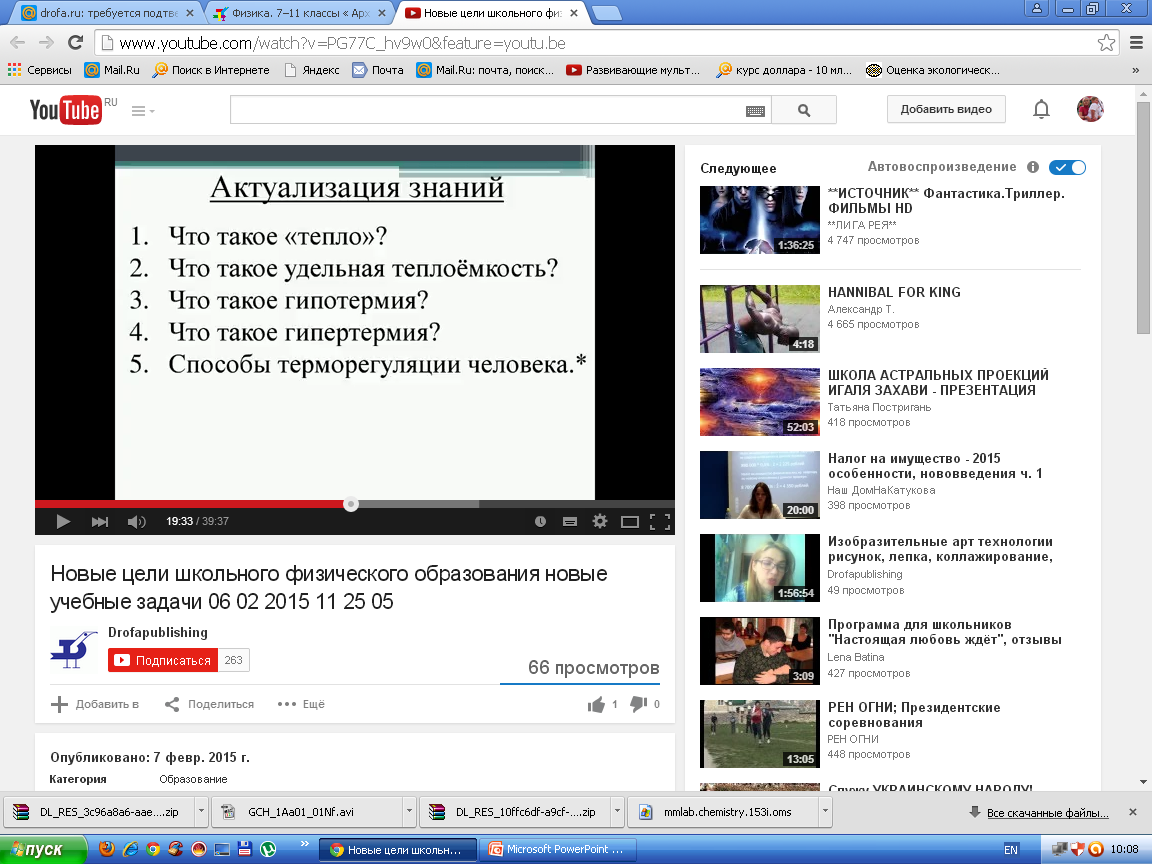 drofa.ru: требуется подтве
Физика. 7–11 классы « Арх
Новые цели школьного физ
www.youtube.com/watch?v=PG77C_hv9w0&feature=youtu.be
Сервисы
Mail.Ru
Поиск в Интернете
Яндекс
Почта
Mail.Ru: почта, поиск...
Развивающие мульт...
курс доллара - 10 мл...
Оценка экологическ...
»
YouTube RU
Добавить видео
Актуализация знаний
1. Что такое «тепло»?
2. Что такое удельная теплоёмкость?
3. Что такое гипотермия?
4. Что такое гипертермия?
5. Способы терморегуляции человека.*
19:33 / 39:37
Новые цели школьного физического образования новые
учебные задачи 06 02 2015 11 25 05
Drofapublishing
Подписаться 263
66 просмотров
Добавить в
Поделиться
Ещё
1
0
Опубликовано: 7 февр. 2015 г.
Категория Образование
Следующее
Автовоспроизведение
1:36:25
**ИСТОЧНИК** Фантастика.Триллер.
ФИЛЬМЫ HD
**ЛИГА РЕЯ**
4 747 просмотров
4:18
HANNIBAL FOR KING
Александр Т.
4 665 просмотров
52:03
ШКОЛА АСТРАЛЬНЫХ ПРОЕКЦИЙ
ИГАЛЯ ЗАХАВИ - ПРЕЗЕНТАЦИЯ
Татьяна Постригань
418 просмотров
20:00
Налог на имущество - 2015
особенности, нововведения ч. 1
Наш ДомНаКатукова
398 просмотров
1:56:54
Изобразительные арт технологии
рисунок, лепка, коллажирование,
Drofapublishing
49 просмотров
3:09
Программа для школьников
"Настоящая любовь ждёт", отзывы
Lena Batina
427 просмотров
13:05
РЕН ОГНИ; Президентские
соревнования
РЕН ОГНИ
448 просмотров
Служу УКРАИНСКОМУ НАРОДУ!
DL_RES_3c96a8a6-aae....zip
GCH_1Aa01_01Nf.avi
DL_RES_10ffc6df-a9cf-....zip
mmlab.chemistry.153i.oms
Все скачанные файлы...
пуск
»
Новые цели школьн...
Microsoft PowerPoint ...
EN
10:08